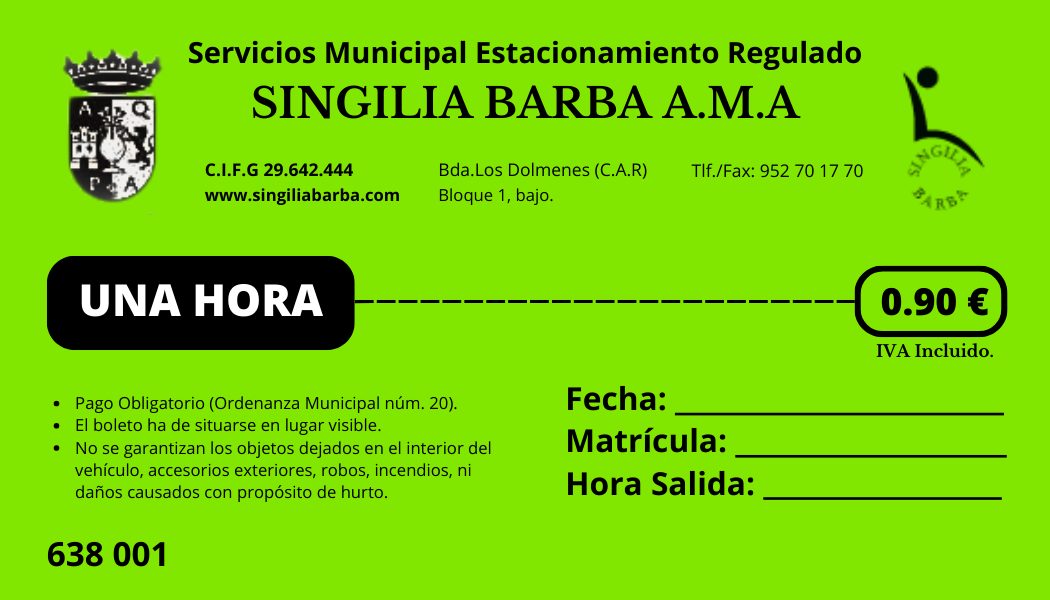 Servicios Municipal Estacionamiento Regulado
SINGILIA BARBA A.M.A
A Q
P A
SINGILIA
BARBA
C.I.F.G 29.642.444
www.singiliabarba.com
Bda.Los Dolmenes (C.A.R)
Bloque 1, bajo.
Tlf./Fax: 952 70 17 70
UNA HORA
0.90 €
IVA Incluido.
• Pago Obligatorio (Ordenanza Municipal núm. 20).
• El boleto ha de situarse en lugar visible.
• No se garantizan los objetos dejados en el interior del
vehículo, accesorios exteriores, robos, incendios, ni
daños causados con propósito de hurto.
Fecha: ____________________
Matrícula: ________________
Hora Salida: ______________
638 001